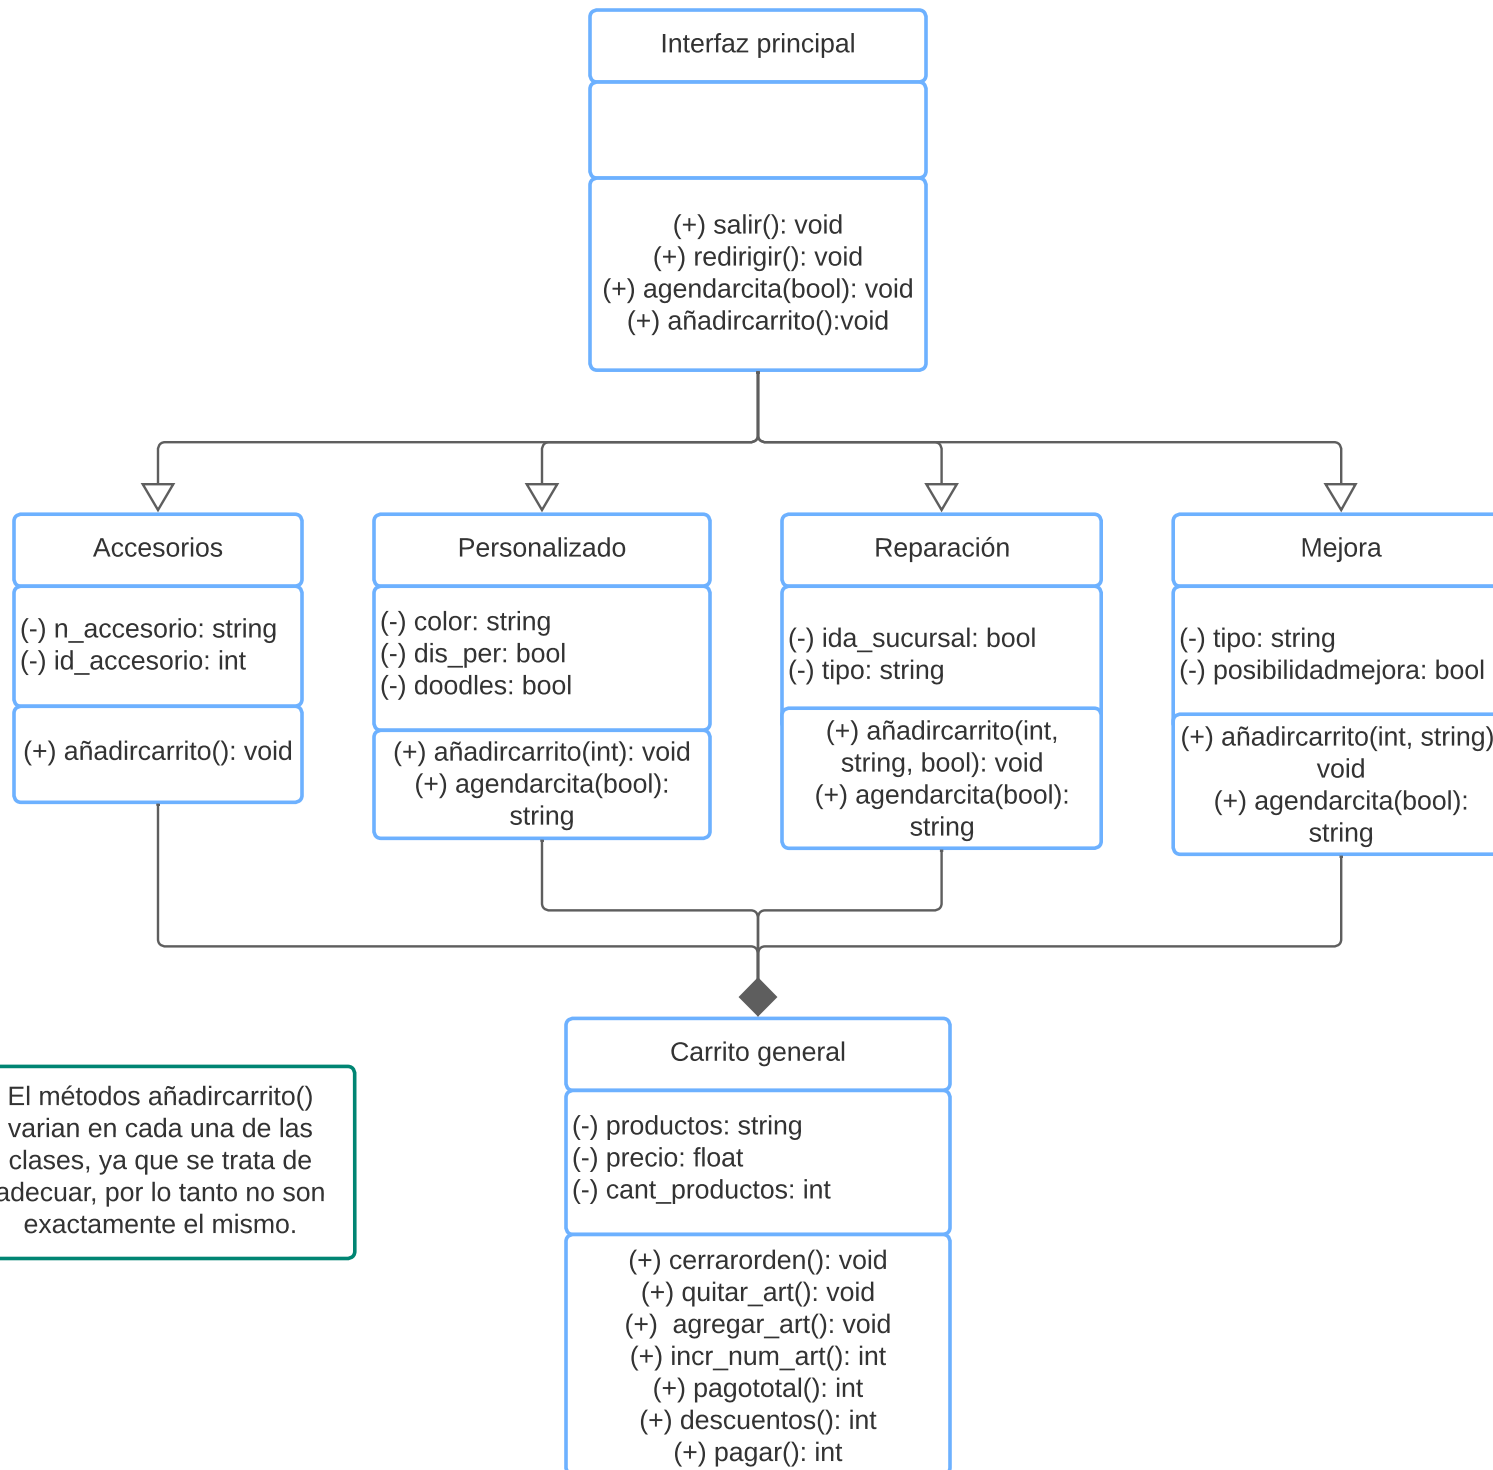 Interfaz principal
(+) salir(): void
(+) redirigir(): void
(+) agendarcita(bool): void
(+) añadircarrito():void
Accesorios
(-) n_accesorio: string
(-) id_accesorio: int
(+) añadircarrito(): void
Personalizado
(-) color: string
(-) dis_per: bool
(-) doodles: bool
(+) añadircarrito(int): void
(+) agendarcita(bool):
string
Reparación
(-) ida_sucursal: bool
(-) tipo: string
(+) añadircarrito(int,
string, bool): void
(+) agendarcita(bool):
string
Mejora
(-) tipo: string
(-) posibilidadmejora: bool
(+) añadircarrito(int, string)
void
(+) agendarcita(bool):
string
El métodos añadircarrito()
varian en cada una de las
clases, ya que se trata de
adecuar, por lo tanto no son
exactamente el mismo.
Carrito general
(-) productos: string
(-) precio: float
(-) cant_productos: int
(+) cerrarorden(): void
(+) quitar_art(): void
(+)  agregar_art(): void
(+) incr_num_art(): int
(+) pagototal(): int
(+) descuentos(): int
(+) pagar(): int